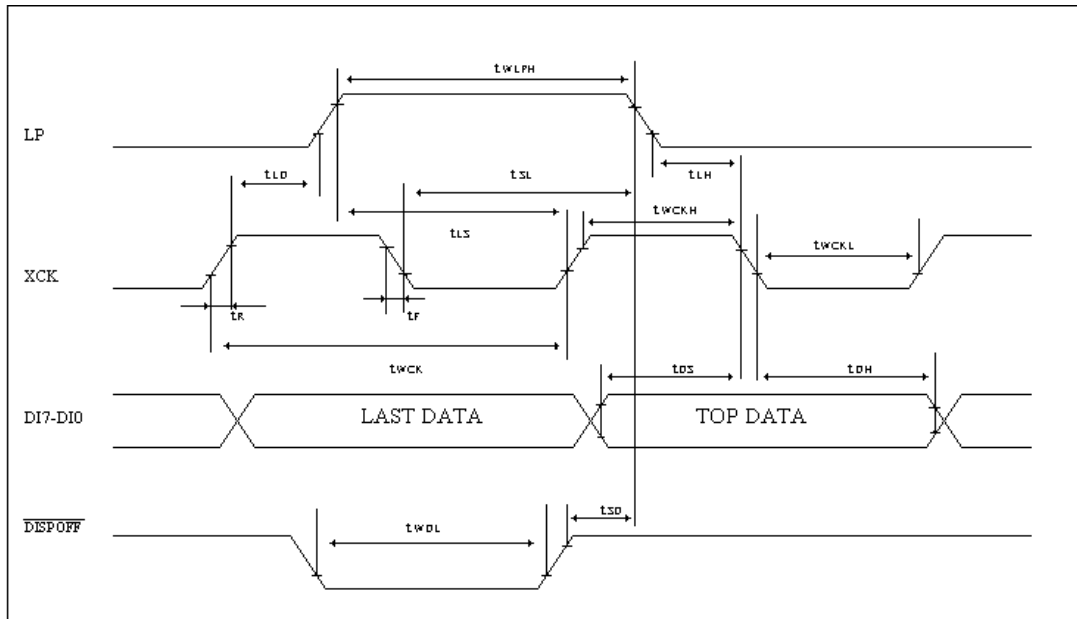 tWLPH
LP
tLD
tSL
tLH
tLS
tWCKH
tWCKL
XCK
tR
tF
tWCK
tDS
tDH
DI7-DI0
LAST DATA
TOP DATA
DISPOFF
tWDL
tSD